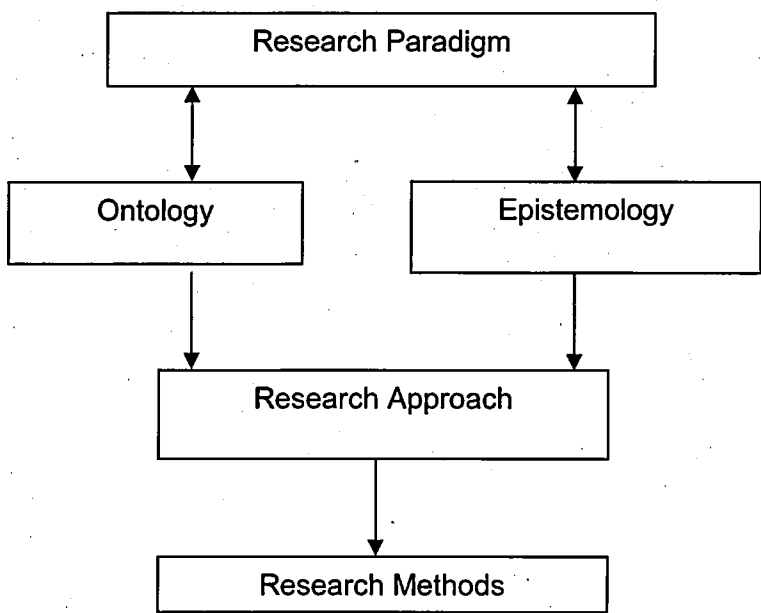 Research Paradigm
Ontology
Epistemology
Research Approach
Research Methods